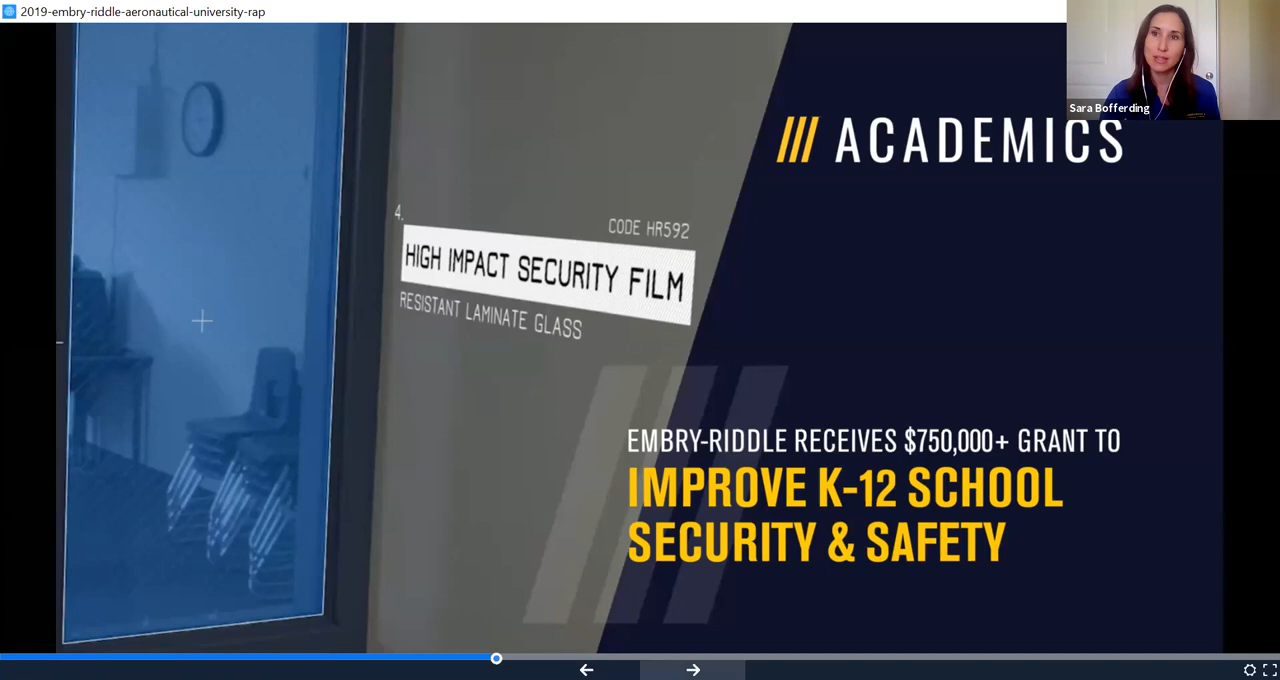 2019-embry-riddle-aeronautical-university-rap
Sara Bofferding
/// ACADEMICS
4.
CODE HR592
HIGH IMPACT SECURITY FILM
RESISTANT LAMINATE GLASS
EMBRY-RIDDLE RECEIVES $750,000+ GRANT TO
IMPROVE K-12 SCHOOL
SECURITY & SAFETY